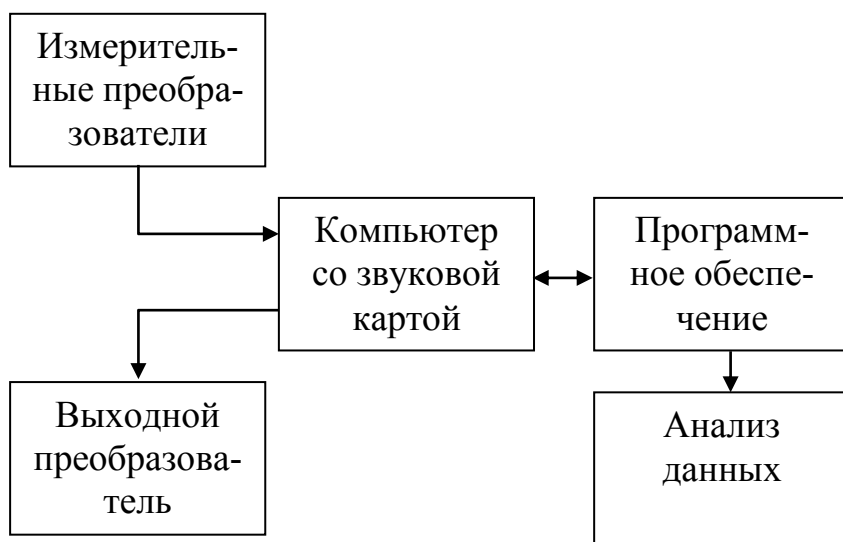 Измеритель-
ные преобра-
зователи
Компьютер
со звуковой
картой
Программ-
ное обеспе-
чение
Выходной
преобразова-
тель
Анализ
данных